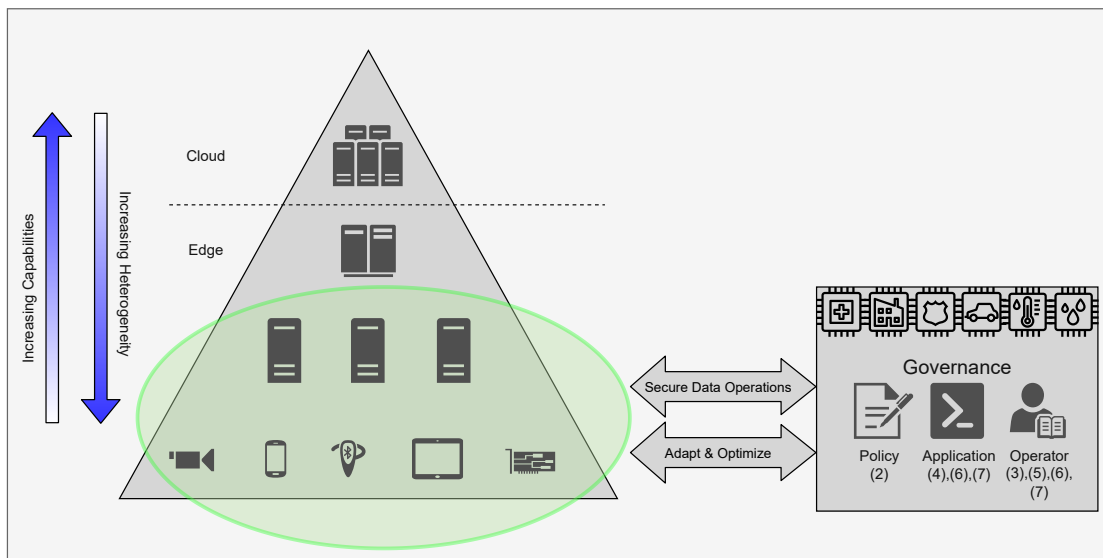 Cloud
Edge
Increasing Capabilities
Increasing Heterogeneity
Secure Data Operations
Adapt & Optimize
Governance
Policy
(2)
Application
(4),(6),(7)
Operator
(3),(5),(6),
(7)